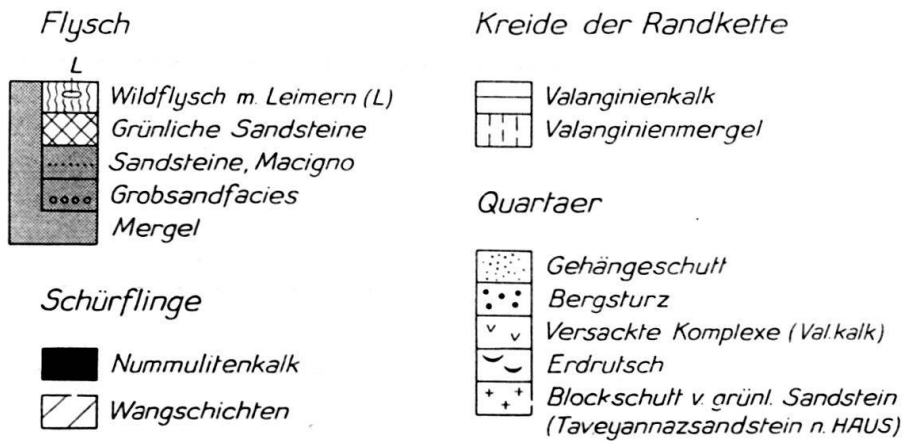 Flysch
L
Wildflysch m. Leimern (L)
Grünliche Sandsteine
Sandsteine, Macigno
Grobsandfacies
Mergel
Schürflinge
Nummulitenkalk
Wangschichten
Kreide der Randkette
Valanginienkalk
Valanginienmergel
Quartaer
Gehängeschutt
Bergsturz
Versackte Komplexe (Val.kalk)
Erdrutsch
Blockschutt v. grünl. Sandstein
(Taveyannazsandstein n. HAUS)